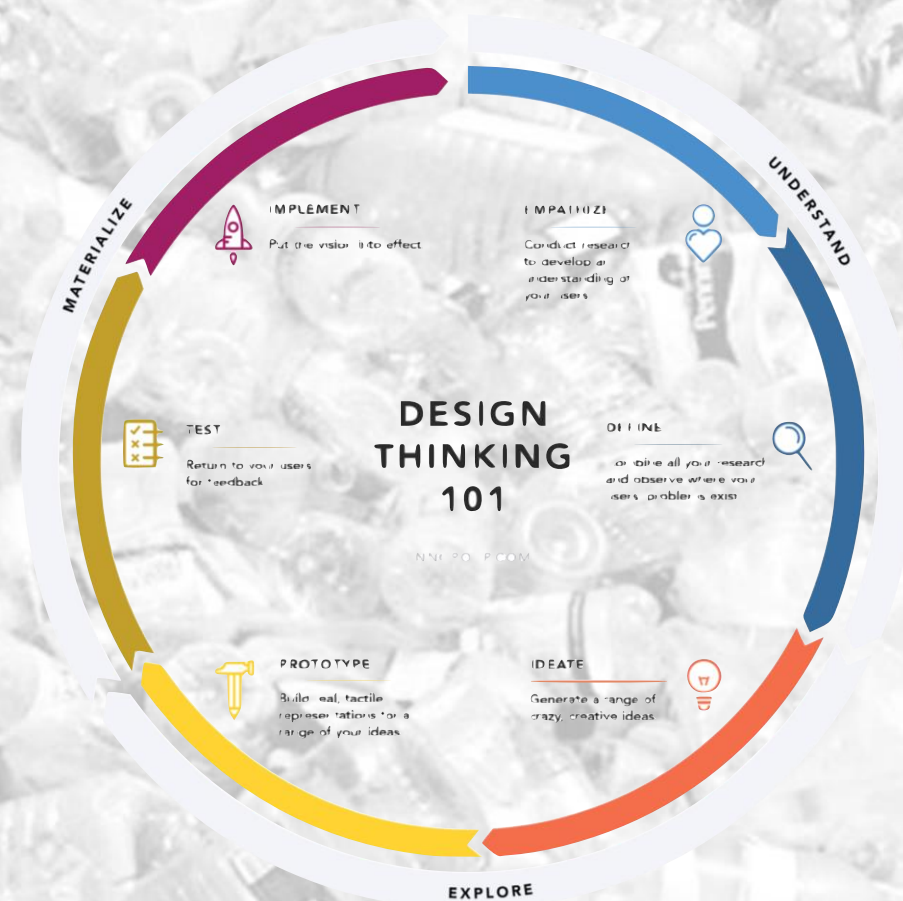 DESIGN
THINKING
101
UNDERSTAND
EMPATHIZE
Conduct research
to develop an
understanding of
your users
DEFINE
Combine all your research
and observe where your
users' problems exist
EXPLORE
IDEATE
Generate a range of
crazy, creative ideas
PROTOTYPE
Build real, tactile
representations for a
range of your ideas
MATERIALIZE
TEST
Return to your users
for feedback
IMPLEMENT
Put the vision into effect